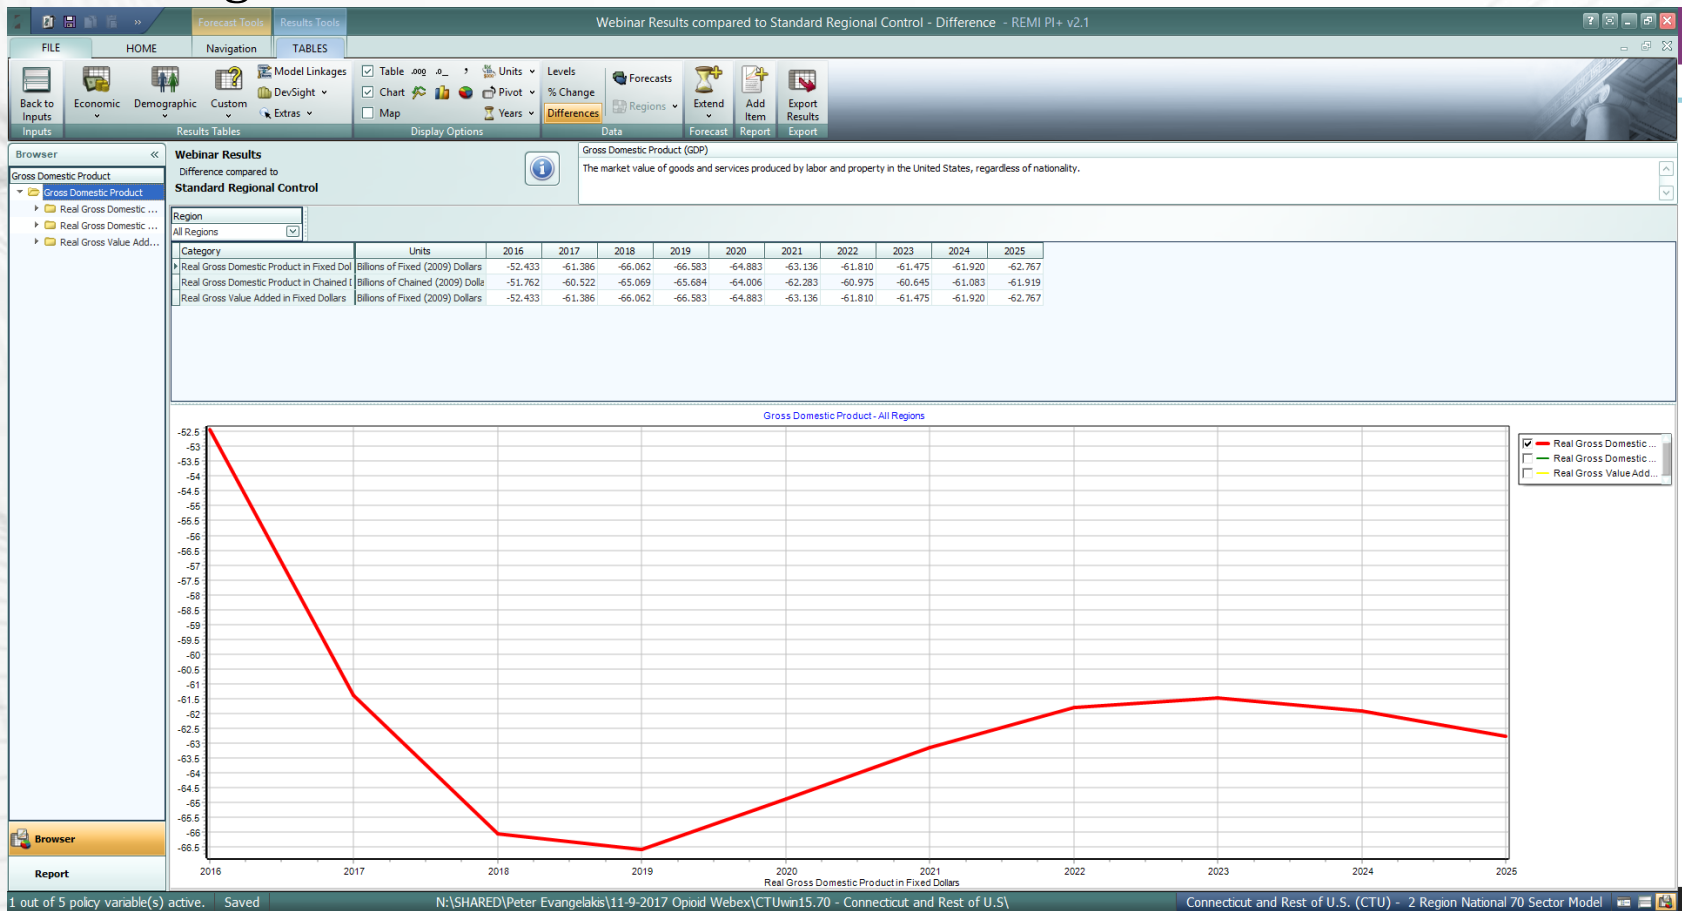 Forecast Tools Results Tools Webinar Results compared to Standard Regional Control - Difference - REMI PI+ v2.1
FILE HOME Navigation TABLES
Back to Inputs
Economic
Demographic
Custom
Model Linkages
DevSight
Extras
Table
Chart
Map
Units
Pivot
Years
Levels
% Change
Differences
Forecasts
Regions
Extend
Add Item
Export Results
Inputs Results Tables Display Options Data Forecast Report Export
Browser «
Gross Domestic Product
Gross Domestic Product
Real Gross Domestic ...
Real Gross Domestic ...
Real Gross Value Add...
Webinar Results
Difference compared to
Standard Regional Control
Gross Domestic Product (GDP)
The market value of goods and services produced by labor and property in the United States, regardless of nationality.
Region
All Regions
Category Units 2016 2017 2018 2019 2020 2021 2022 2023 2024 2025
Real Gross Domestic Product in Fixed Dol Billions of Fixed (2009) Dollars -52.433 -61.386 -66.062 -66.583 -64.883 -63.136 -61.810 -61.475 -61.920 -62.767
Real Gross Domestic Product in Chained Billions of Chained (2009) Dolla -51.762 -60.522 -65.069 -65.684 -64.006 -62.283 -60.975 -60.645 -61.083 -61.919
Real Gross Value Added in Fixed Dollars Billions of Fixed (2009) Dollars -52.433 -61.386 -66.062 -66.583 -64.883 -63.136 -61.810 -61.475 -61.920 -62.767
Gross Domestic Product - All Regions
-52.5
-53
-53.5
-54
-54.5
-55
-55.5
-56
-56.5
-57
-57.5
-58
-58.5
-59
-59.5
-60
-60.5
-61
-61.5
-62
-62.5
-63
-63.5
-64
-64.5
-65
-65.5
-66
-66.5
2016 2017 2018 2019 2020 2021 2022 2023 2024 2025
Real Gross Domestic Product in Fixed Dollars
Real Gross Domestic ...
Real Gross Domestic ...
Real Gross Value Add...
Browser
Report
1 out of 5 policy variable(s) active. Saved N:\SHARED\Peter Evangelakis\11-9-2017 Opioid Webex\CTUwin15.70 - Connecticut and Rest of U.S\ Connecticut and Rest of U.S. (CTU) - 2 Region National 70 Sector Model